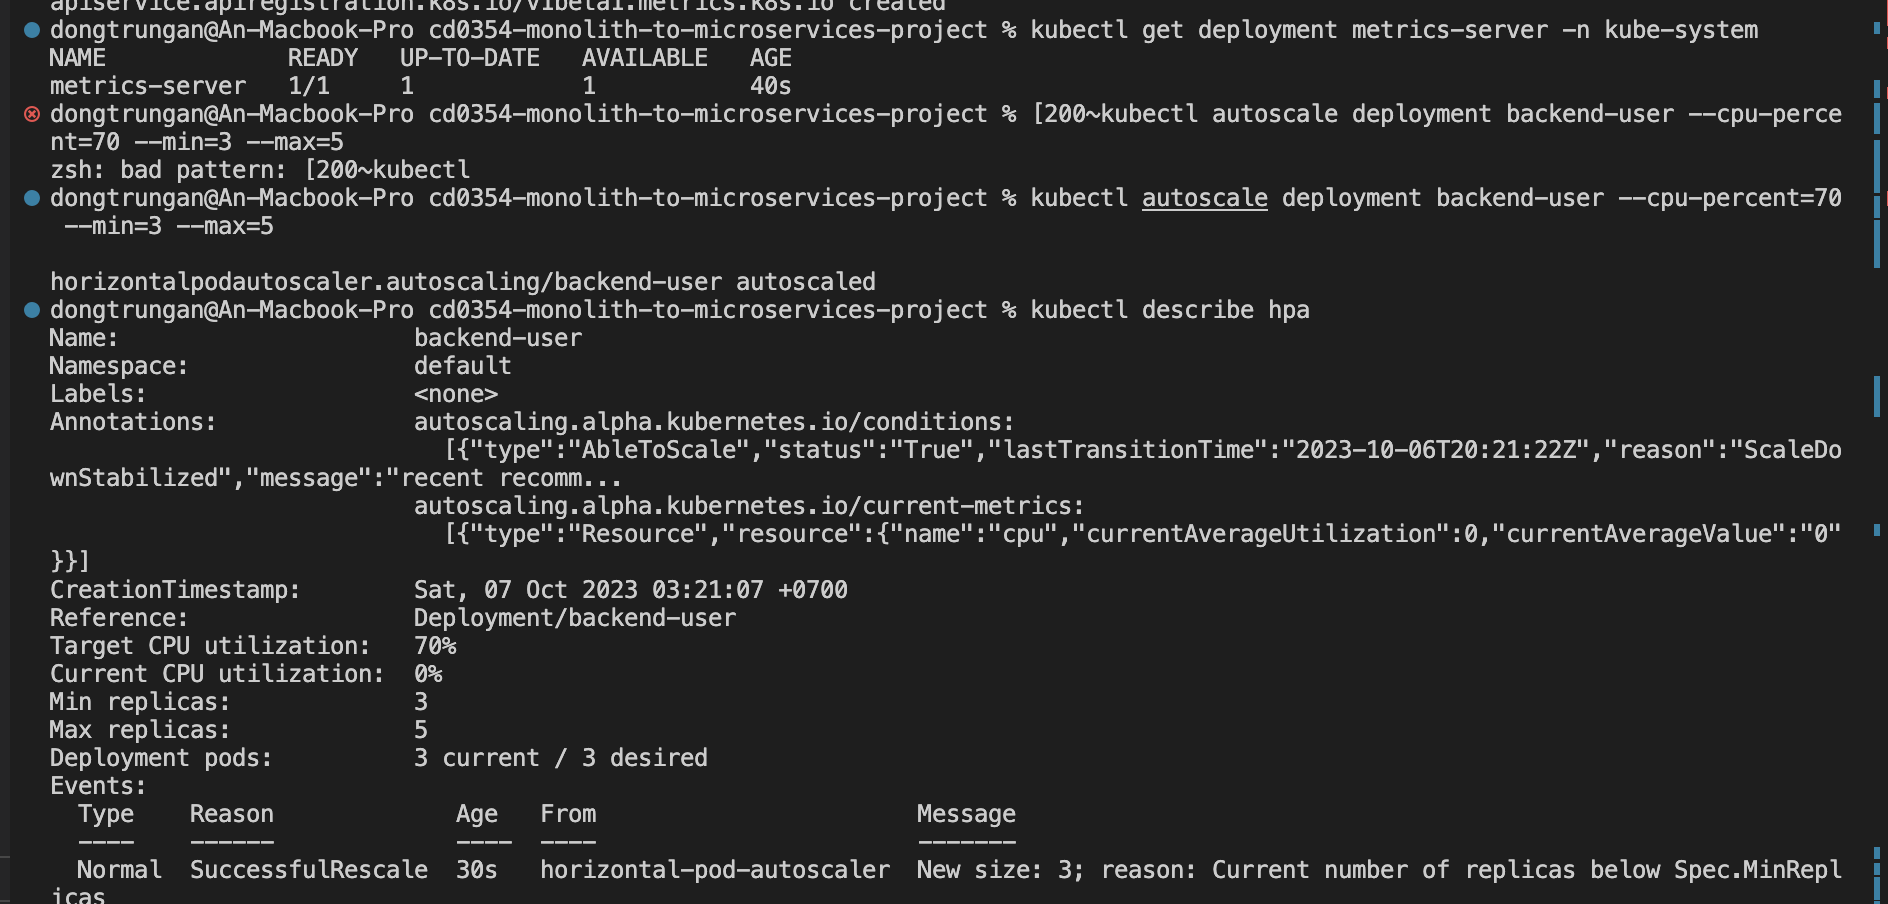 apiservice.apiregistration.k8s.io/v1beta1.metrics.k8s.io created
dongtrungan@An-Macbook-Pro cd0354-monolith-to-microservices-project % kubectl get deployment metrics-server -n kube-system
NAME             READY   UP-TO-DATE   AVAILABLE   AGE
metrics-server   1/1     1            1           40s
dongtrungan@An-Macbook-Pro cd0354-monolith-to-microservices-project % [200~kubectl autoscale deployment backend-user --cpu-perce
nt=70 --min=3 --max=5
zsh: bad pattern: [200~kubectl
dongtrungan@An-Macbook-Pro cd0354-monolith-to-microservices-project % kubectl autoscale deployment backend-user --cpu-percent=70
 --min=3 --max=5
horizontalpodautoscaler.autoscaling/backend-user autoscaled
dongtrungan@An-Macbook-Pro cd0354-monolith-to-microservices-project % kubectl describe hpa
Name:                     backend-user
Namespace:                default
Labels:                   <none>
Annotations:              autoscaling.alpha.kubernetes.io/conditions:
                            [{"type":"AbleToScale","status":"True","lastTransitionTime":"2023-10-06T20:21:22Z","reason":"ScaleDo
wnStabilized","message":"recent recomm...
                          autoscaling.alpha.kubernetes.io/current-metrics:
                            [{"type":"Resource","resource":{"name":"cpu","currentAverageUtilization":0,"currentAverageValue":"0"
}}]
CreationTimestamp:        Sat, 07 Oct 2023 03:21:07 +0700
Reference:                Deployment/backend-user
Target CPU utilization:   70%
Current CPU utilization:  0%
Min replicas:             3
Max replicas:             5
Deployment pods:          3 current / 3 desired
Events:
  Type    Reason             Age   From                       Message
  ----    ------             ----  ----                       -------
  Normal  SuccessfulRescale  30s   horizontal-pod-autoscaler  New size: 3; reason: Current number of replicas below Spec.MinRepl
icas